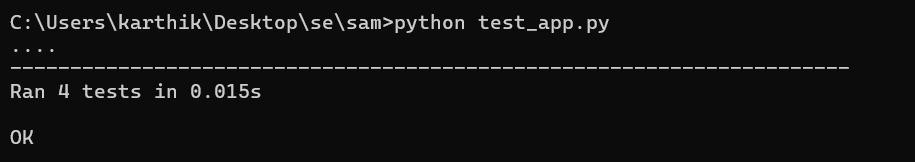 C:\Users\karthik\Desktop\se\sam>python test_app.py
....
----------------------------------------------------------------------
Ran 4 tests in 0.015s
OK